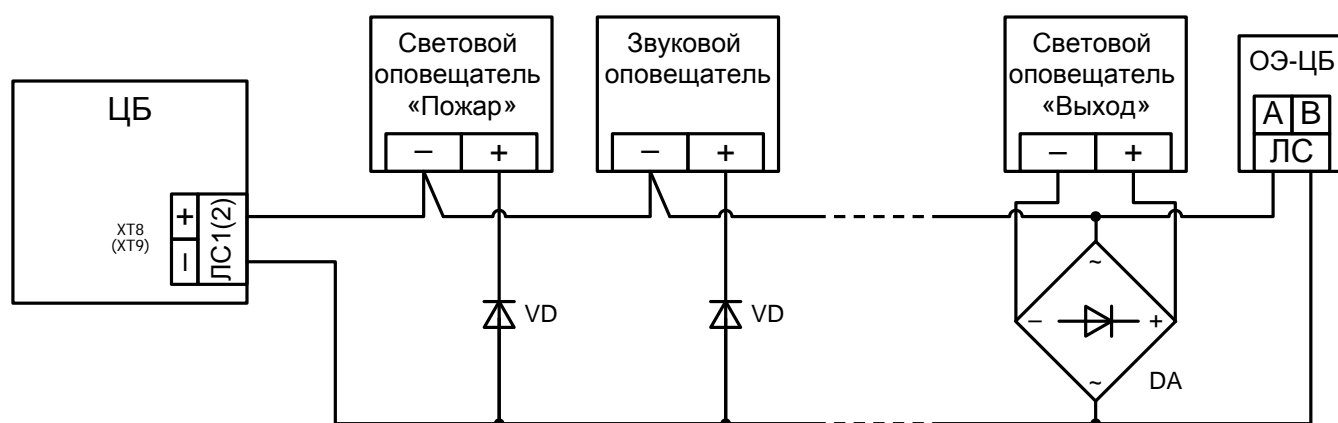 ЦБ
XT8
(XT9)
+
–
ЛС1(2)
Световой
оповещатель
«Пожар»
– +
Звуковой
оповещатель
– +
Световой
оповещатель
«Выход»
– +
ОЭ-ЦБ
А В
ЛС
VD
VD
~
– +
~
DA